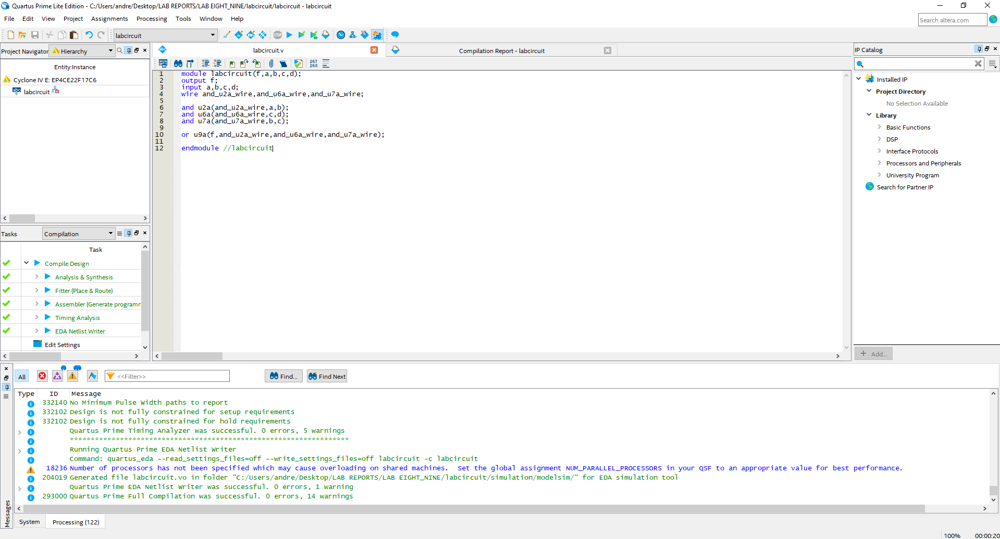 Quartus Prime Lite Edition - C:/Users/andre/Desktop/LAB REPORTS/LAB EIGHT_NINE/labcircuit/labcircuit - labcircuit
File Edit View Project Assignments Processing Tools Window Help
Search altera.com
labcircuit
STOP
Project Navigator Hierarchy
Entity:Instance
Cyclone IV E: EP4CE22F17C6
abc labcircuit
Tasks Compilation
Task
Compile Design
Analysis & Synthesis
Fitter (Place & Route)
Assembler (Generate programm
Timing Analysis
EDA Netlist Writer
Edit Settings
abc labcircuit.v
Compilation Report - labcircuit
267
268
1 module labcircuit(f,a,b,c,d);
2 output f;
3 input a,b,c,d;
4 wire and_u2a_wire,and_u6a_wire,and_u7a_wire;
5
6 and u2a(and_u2a_wire,a,b);
7 and u6a(and_u6a_wire,c,d);
8 and u7a(and_u7a_wire,b,c);
9
10 or u9a(f,and_u2a_wire,and_u6a_wire,and_u7a_wire);
11
12 endmodule //labcircuit
IP Catalog
Installed IP
Project Directory
No Selection Available
Library
Basic Functions
DSP
Interface Protocols
Processors and Peripherals
University Program
Search for Partner IP
+ Add...
All
<<Filter>>
Find...
Find Next
Type ID Message
332140 No Minimum Pulse Width paths to report
332102 Design is not fully constrained for setup requirements
332102 Design is not fully constrained for hold requirements
Quartus Prime Timing Analyzer was successful. 0 errors, 5 warnings
*******************************************************************
Running Quartus Prime EDA Netlist Writer
Command: quartus_eda --read_settings_files=off --write_settings_files=off labcircuit -c labcircuit
18236 Number of processors has not been specified which may cause overloading on shared machines.  Set the global assignment NUM_PARALLEL_PROCESSORS in your QSF to an appropriate value for best performance.
204019 Generated file labcircuit.vo in folder "C:/Users/andre/Desktop/LAB REPORTS/LAB EIGHT_NINE/labcircuit/simulation/modelsim/" for EDA simulation tool
Quartus Prime EDA Netlist Writer was successful. 0 errors, 1 warning
293000 Quartus Prime Full Compilation was successful. 0 errors, 14 warnings
Messages
System Processing (122)
100% 00:00:20